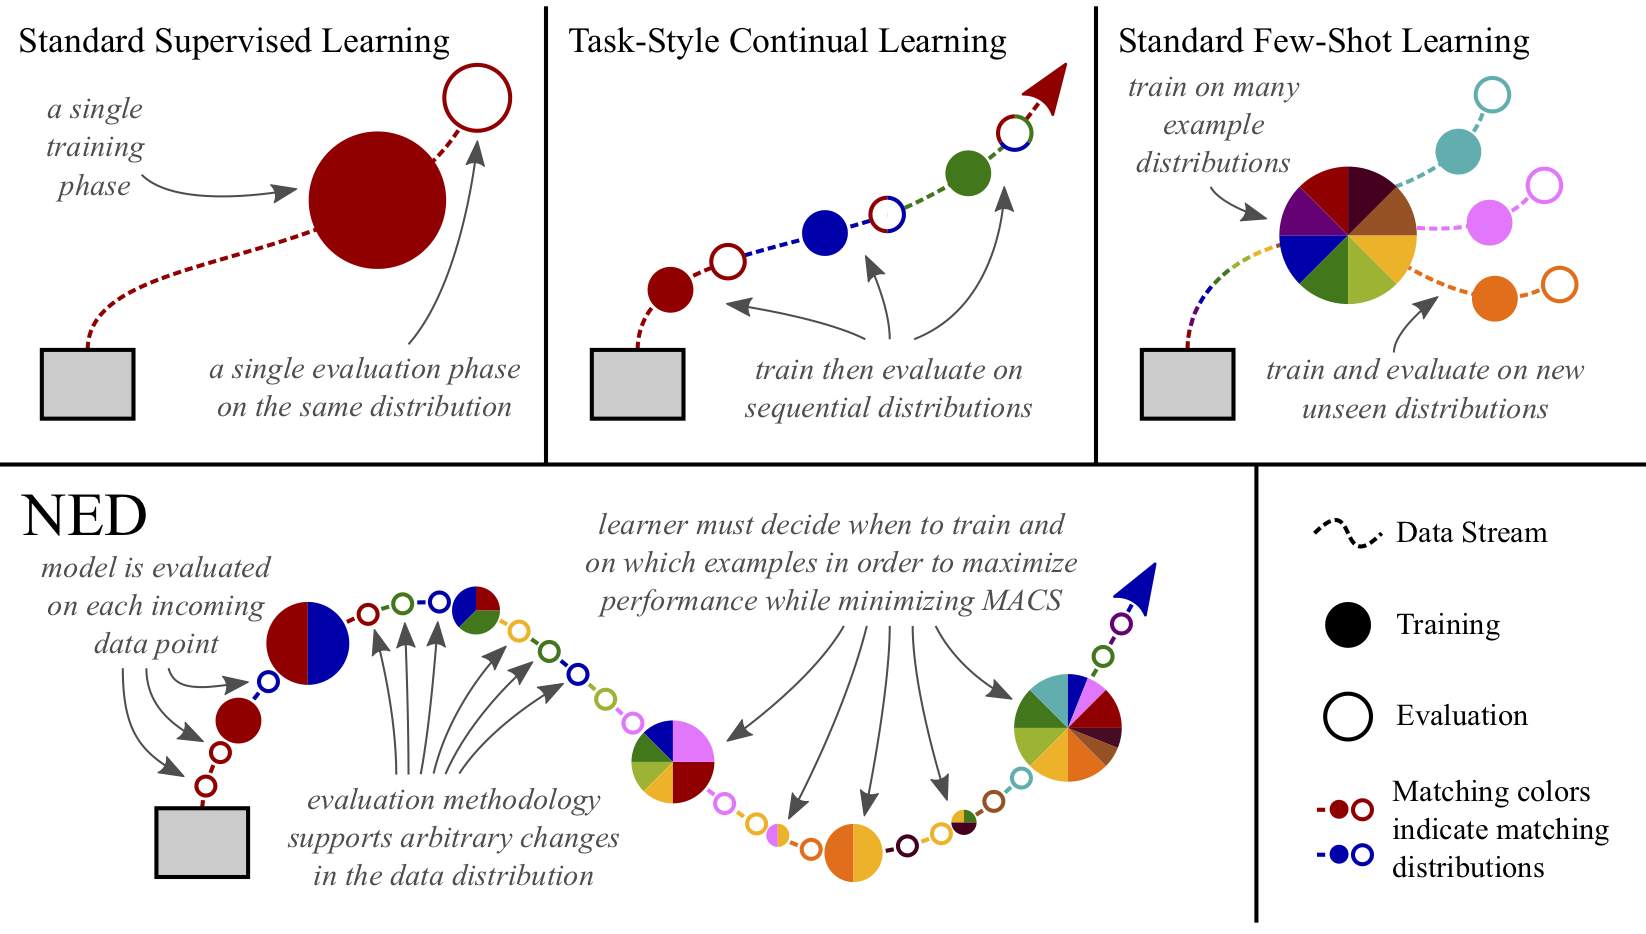 Standard Supervised Learning
a single
training
phase
a single evaluation phase
on the same distribution
Task-Style Continual Learning
train then evaluate on
sequential distributions
Standard Few-Shot Learning
train on many
example
distributions
train and evaluate on new
unseen distributions
NED
model is evaluated
on each incoming
data point
evaluation methodology
supports arbitrary changes
in the data distribution
learner must decide when to train and
on which examples in order to maximize
performance while minimizing MACS
Data Stream
Training
Evaluation
Matching colors
indicate matching
distributions